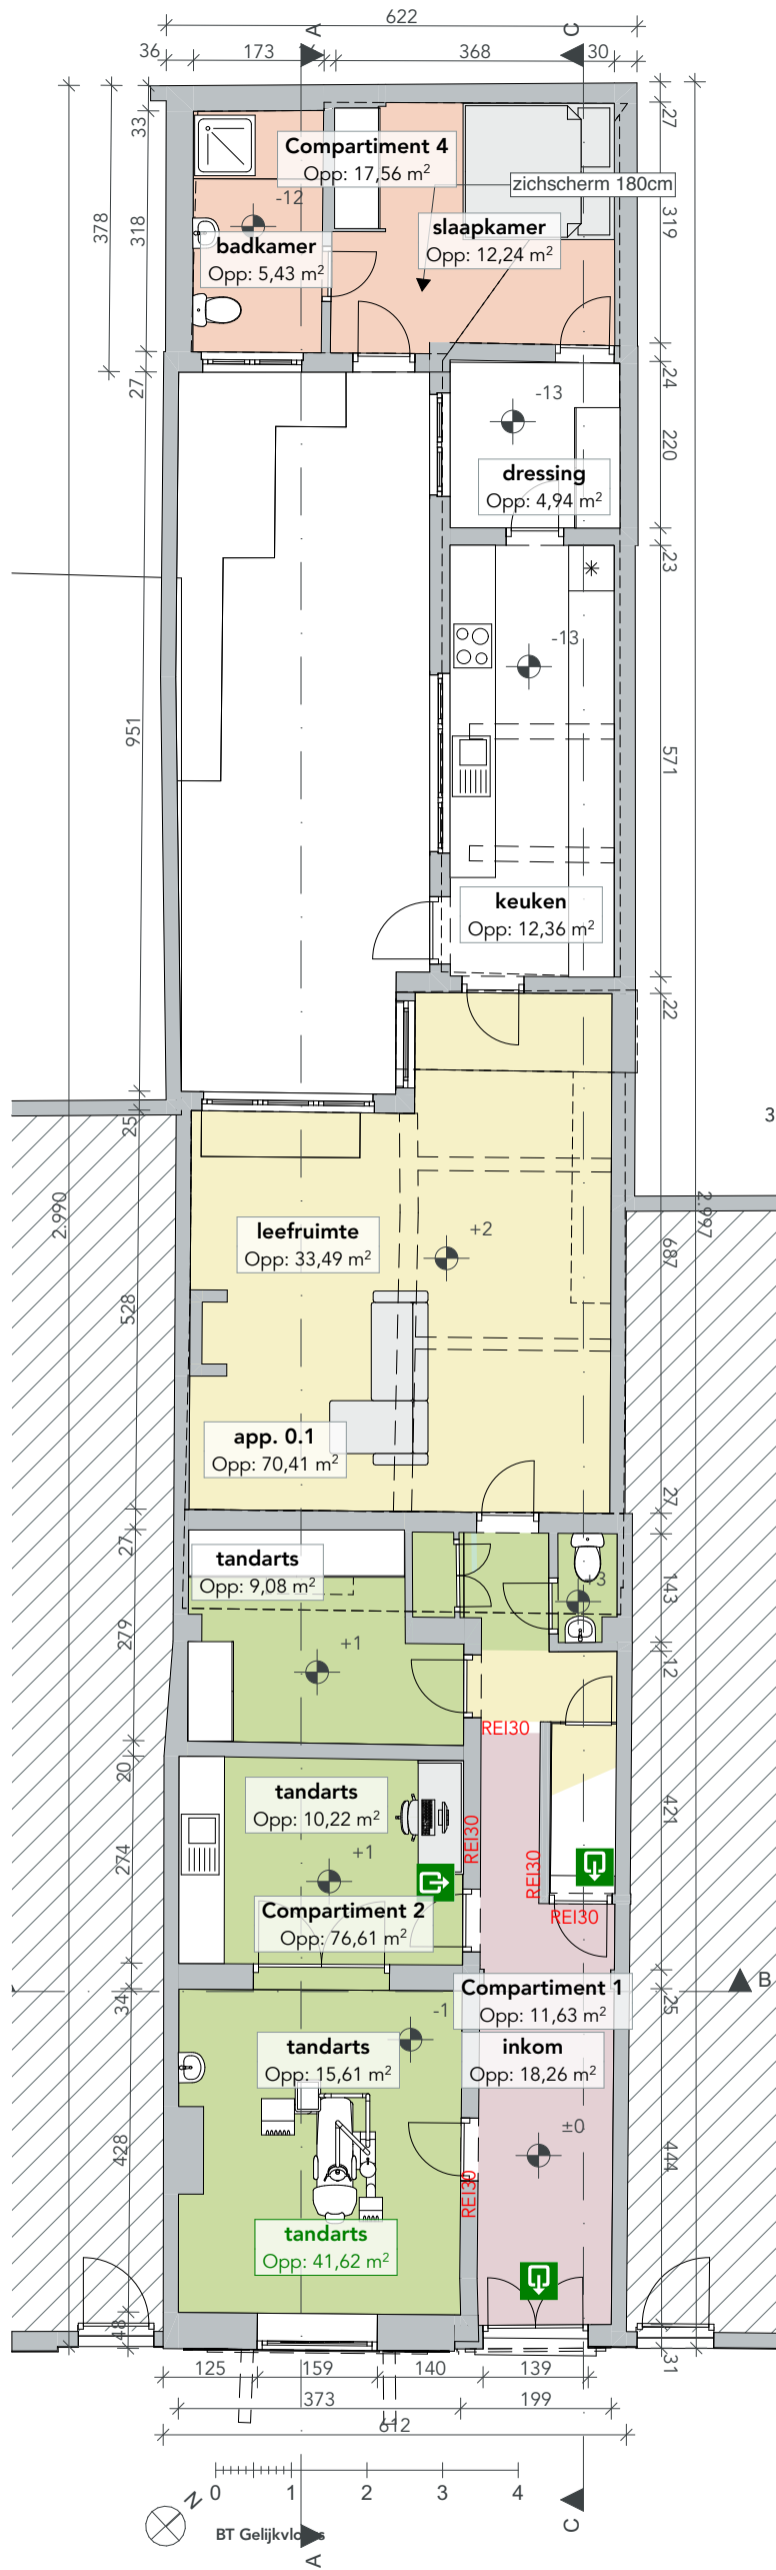 622
A
C
36
173
368
30
33
27
Compartiment 4
Opp: 17,56 m²
zichscherm 180cm
-12
378
318
319
slaapkamer
Opp: 12,24 m²
badkamer
Opp: 5,43 m²
27
24
-13
220
dressing
Opp: 4,94 m²
23
-13
951
571
keuken
Opp: 12,36 m²
22
25
3
2.990
2.997
+2
leefruimte
Opp: 33,49 m²
687
528
app. 0.1
Opp: 70,41 m²
27
27
tandarts
Opp: 9,08 m²
+3
143
279
+1
12
REI30
20
tandarts
Opp: 10,22 m²
421
REI30
+1
274
REI30
Compartiment 2
Opp: 76,61 m²
REI30
B
Compartiment 1
Opp: 11,63 m²
34
25
-1
tandarts
Opp: 15,61 m²
inkom
Opp: 18,26 m²
±0
428
444
REI30
tandarts
Opp: 41,62 m²
48
31
125
159
140
139
373
199
612
0
1
2
3
4
N
C
A